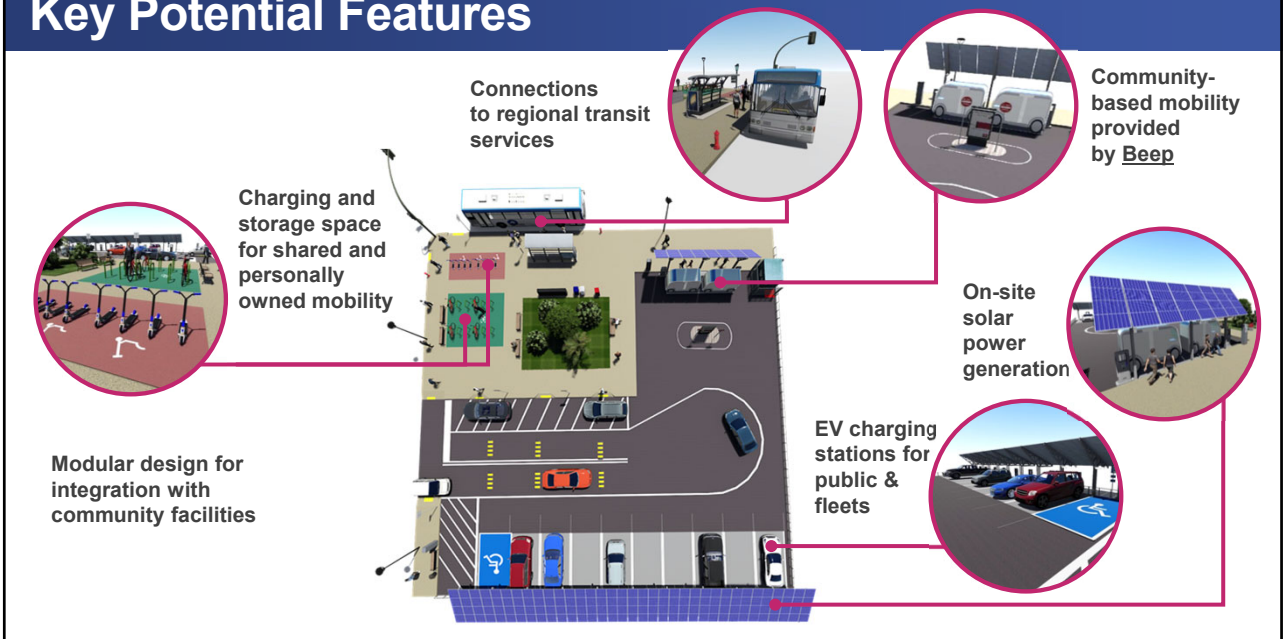 Key Potential Features
Connections
to regional transit
services
Community-
based mobility
provided
by Beep
Charging and
storage space
for shared and
personally
owned mobility
On-site
solar
power
generation
EV charging
stations for
public &
fleets
Modular design for
integration with
community facilities